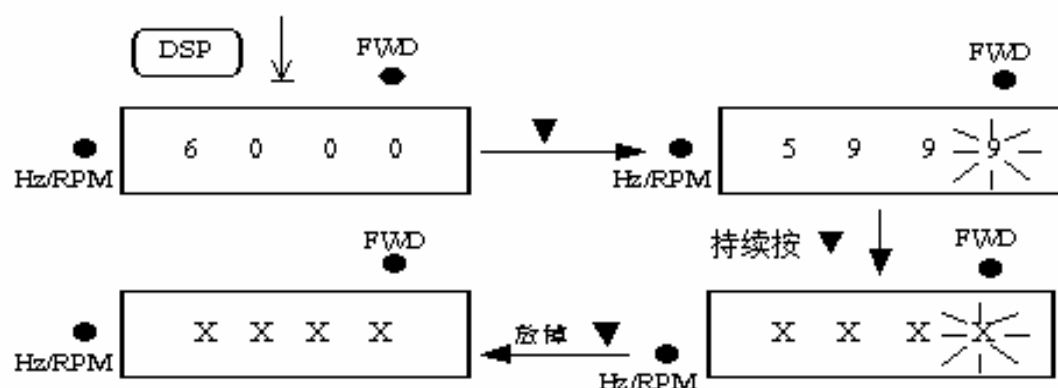 DSP
FWD
FWD
6 0 0 0
▼
5 9 9 9
Hz/RPM
Hz/RPM
持续按 ▼
FWD
FWD
X X X X
放掉 ▼
X X X X
Hz/RPM
Hz/RPM